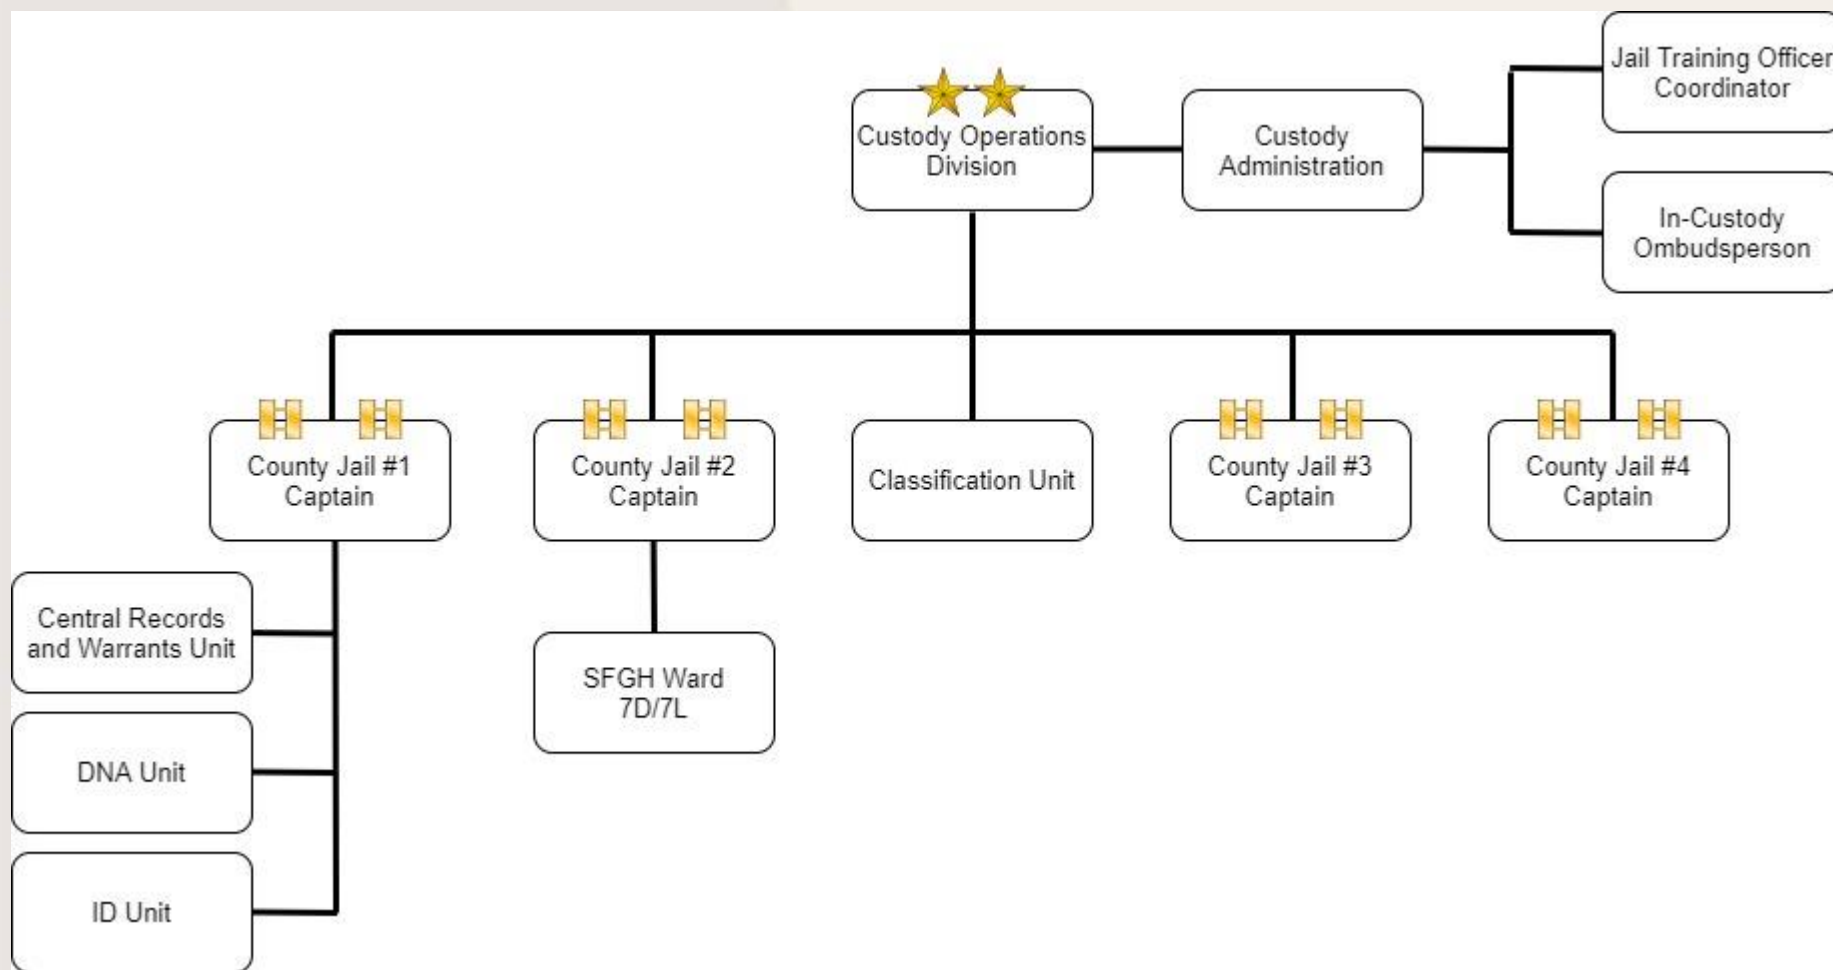 Jail Training Officer
Coordinator
Custody Operations
Division
Custody
Administration
In-Custody
Ombudsperson
County Jail #1
Captain
County Jail #2
Captain
Classification Unit
County Jail #3
Captain
County Jail #4
Captain
Central Records
and Warrants Unit
SFGH Ward
7D/7L
DNA Unit
ID Unit